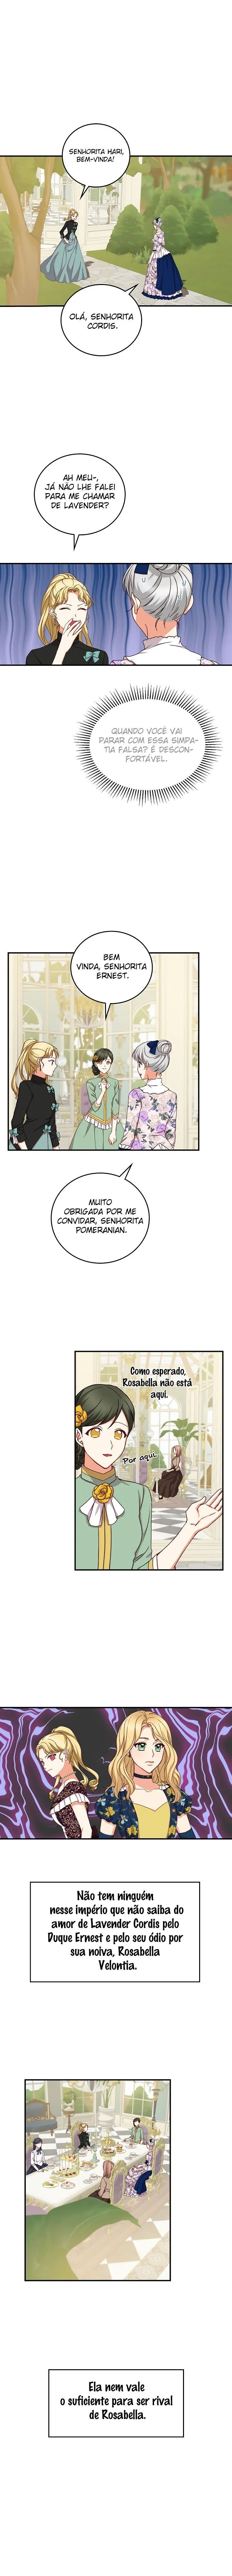 SENHORITA HARI,
BEM-VINDA!
OLÁ, SENHORITA
CORDIS.
AH MEU-,
JÁ NÃO LHE FALEI
PARA ME CHAMAR
DE LAVENDER?
QUANDO VOCÊ VAI
PARAR COM ESSA SIMPA-
TIA FALSA? É DESCON-
FORTÁVEL.
BEM
VINDA, SENHORITA
ERNEST.
MUITO
OBRIGADA POR ME
CONVIDAR, SENHORITA
POMERANIAN.
Como esperado,
Rosabella não está
aqui.
Por aqui.
Não tem ninguém
nesse império que não saiba do
amor de Lavender Cordis pelo
Duque Ernest e pelo seu ódio por
sua noiva, Rosabella
Velontia.
Ela nem vale
o suficiente para ser rival
de Rosabella.